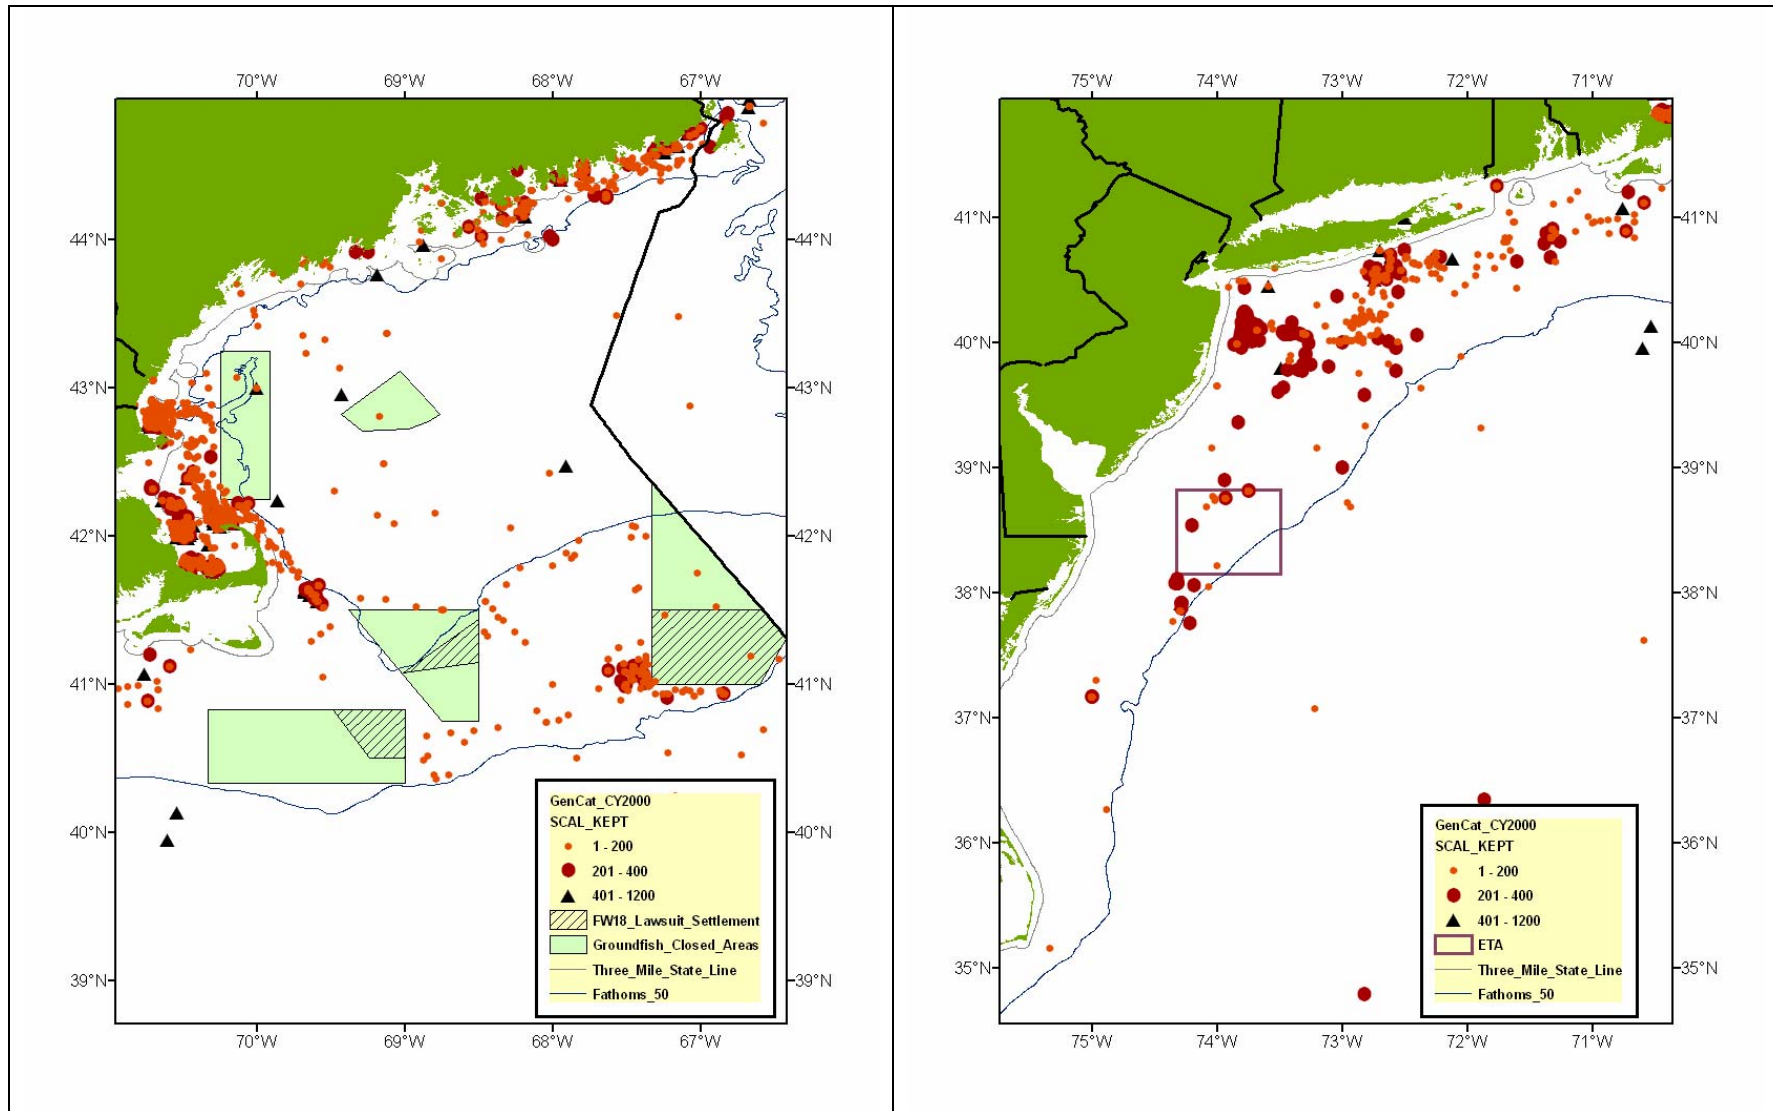 70°W 69°W 68°W 67°W
44°N 44°N
43°N 43°N
42°N 42°N
41°N 41°N
40°N 40°N
39°N 39°N
GenCat_CY2000
SCAL_KEPT
1 - 200
201 - 400
401 - 1200
FW18_Lawsuit_Settlement
Groundfish_Closed_Areas
Three_Mile_State_Line
Fathoms_50
70°W 69°W 68°W 67°W
75°W 74°W 73°W 72°W 71°W
41°N 41°N
40°N 40°N
39°N 39°N
38°N 38°N
37°N 37°N
36°N 36°N
35°N 35°N
GenCat_CY2000
SCAL_KEPT
1 - 200
201 - 400
401 - 1200
ETA
Three_Mile_State_Line
Fathoms_50
75°W 74°W 73°W 72°W 71°W